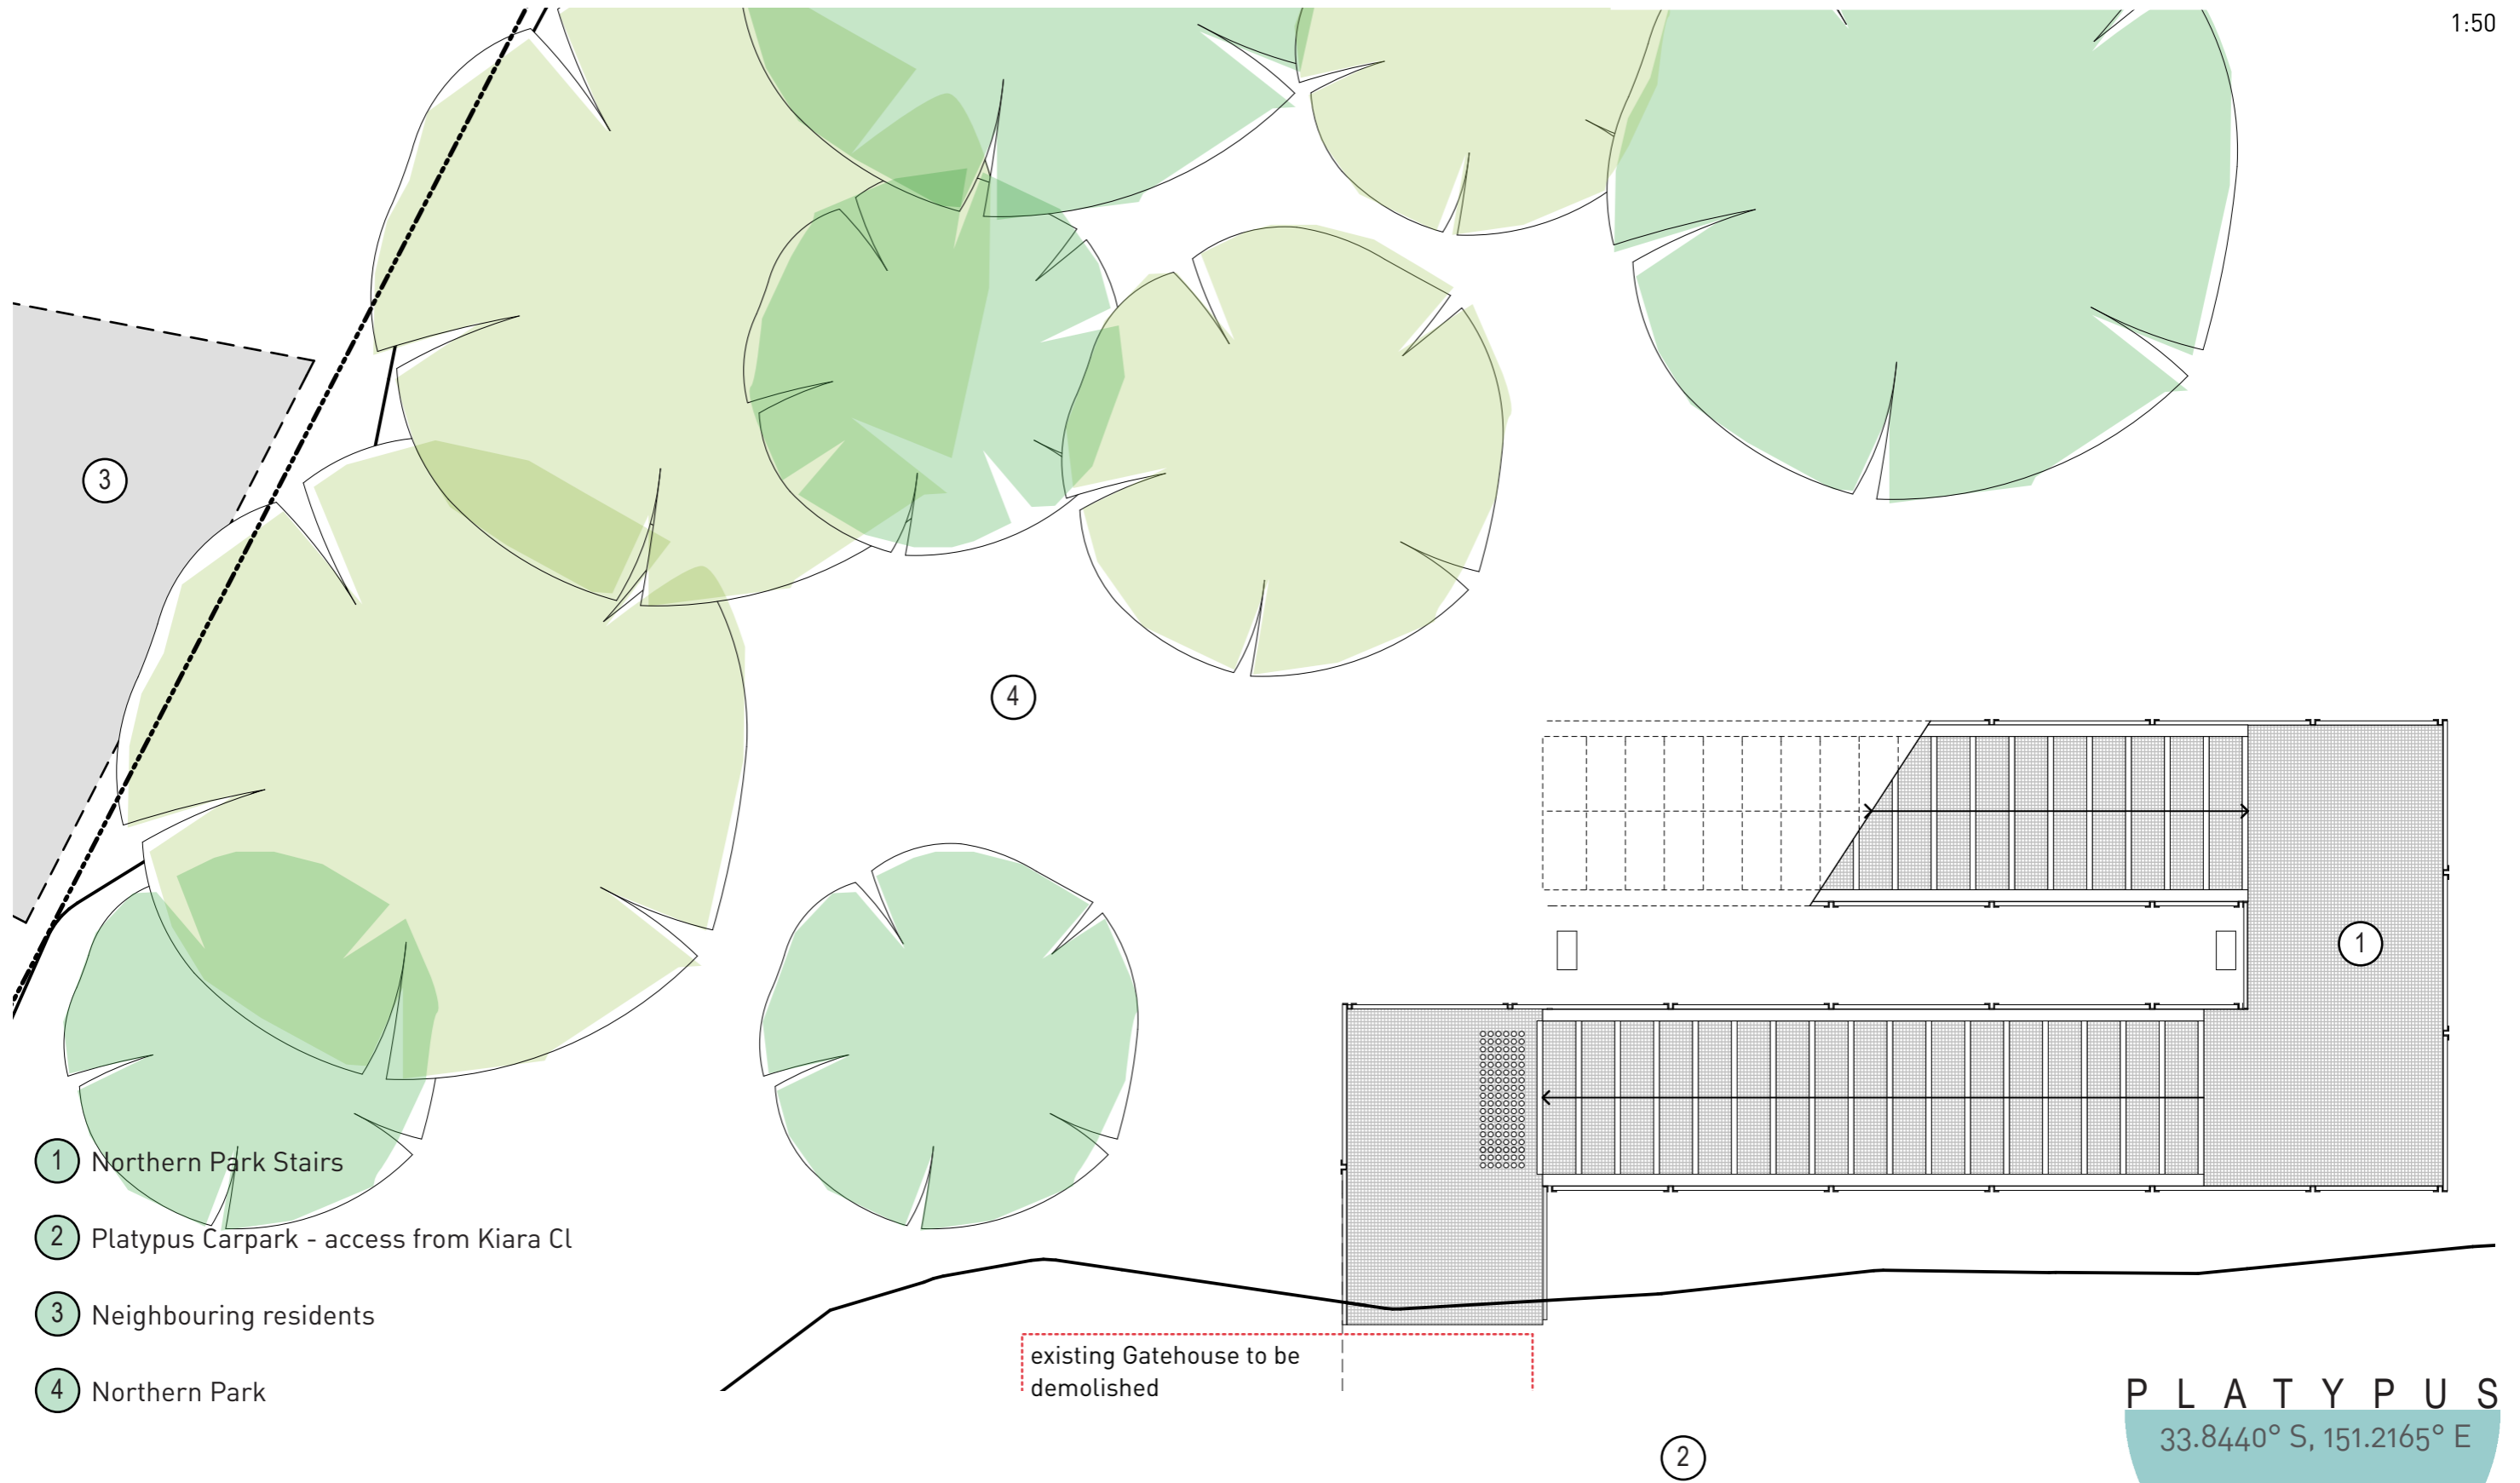 1:50
3
4
1
1 Northern Park Stairs
2 Platypus Carpark - access from Kiara Cl
3 Neighbouring residents
4 Northern Park
existing Gatehouse to be
demolished
2
PLATYPUS
33.8440° S, 151.2165° E